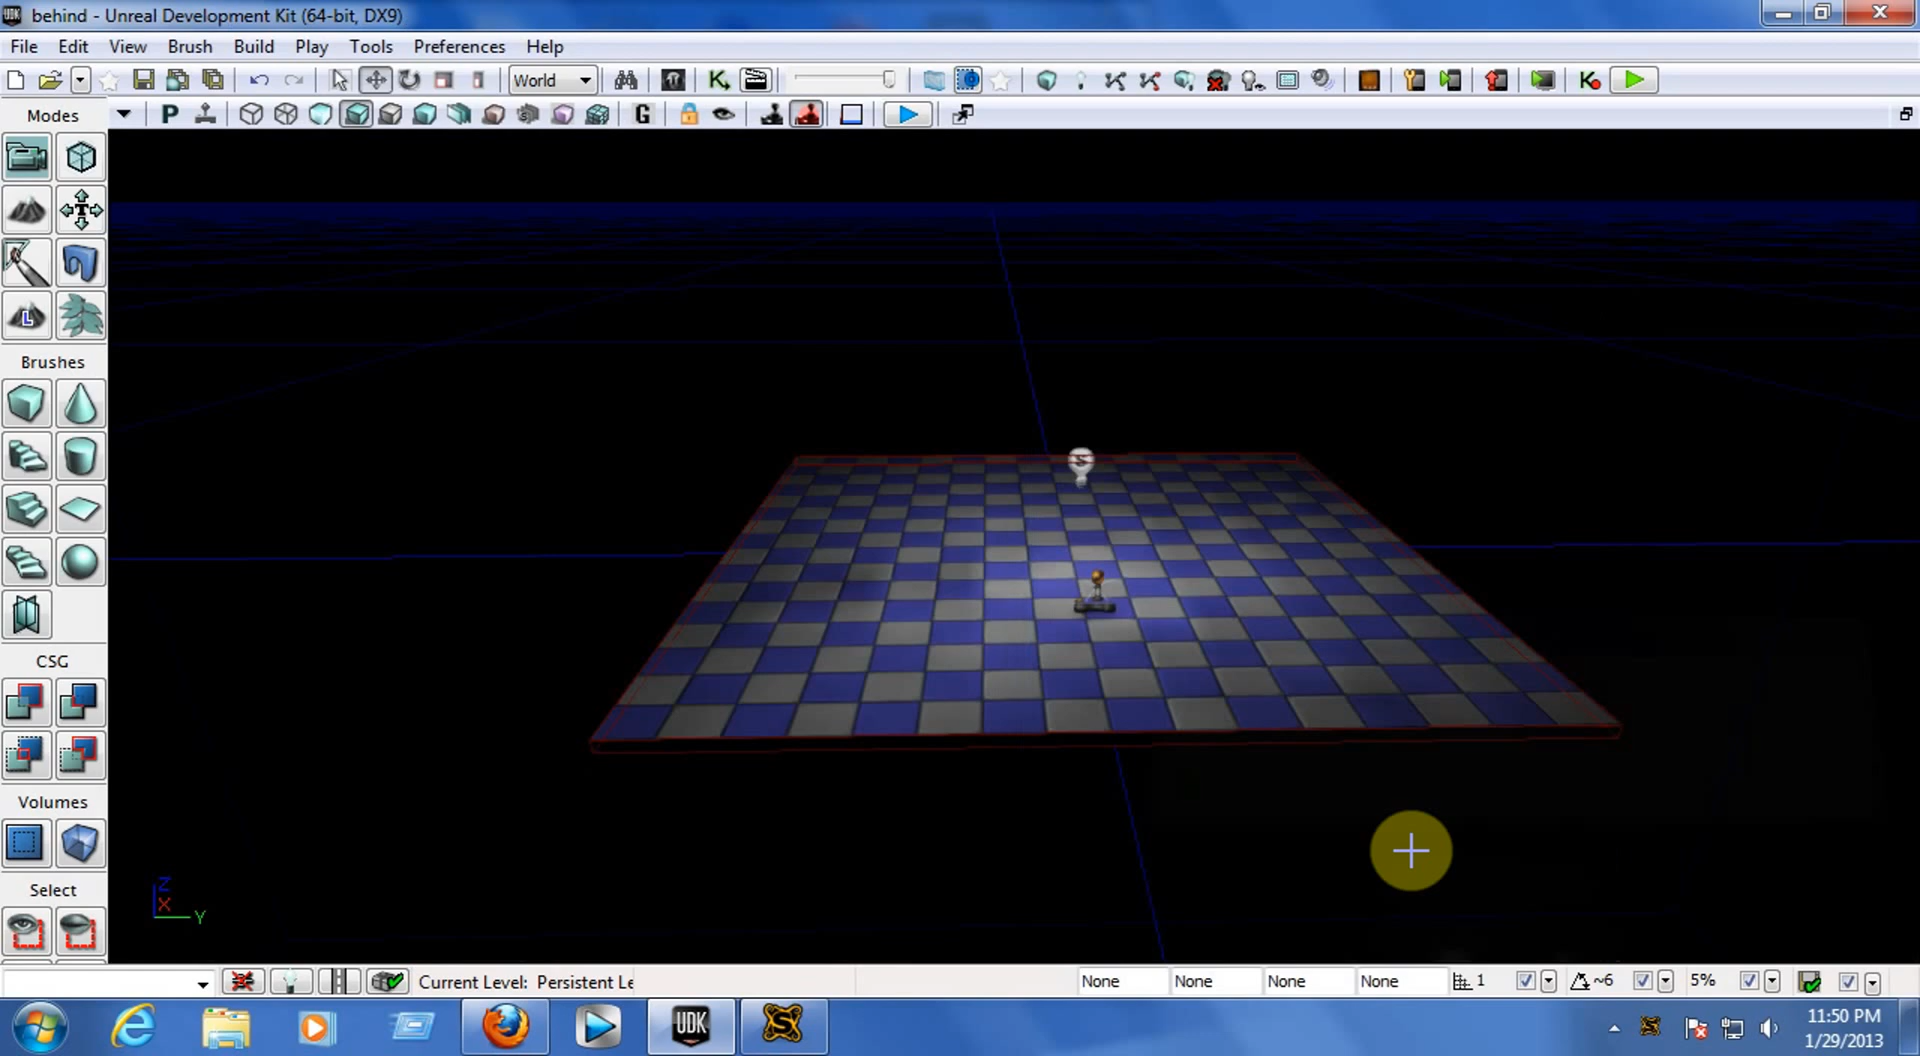 behind - Unreal Development Kit (64-bit, DX9)
File Edit View Brush Build Play Tools Preferences Help
World
Modes
P
G
L
Brushes
CSG
Volumes
Select
Z
X
Y
Current Level: Persistent Le
None None None None 1 ~6 5%
UDK
11:50 PM
1/29/2013